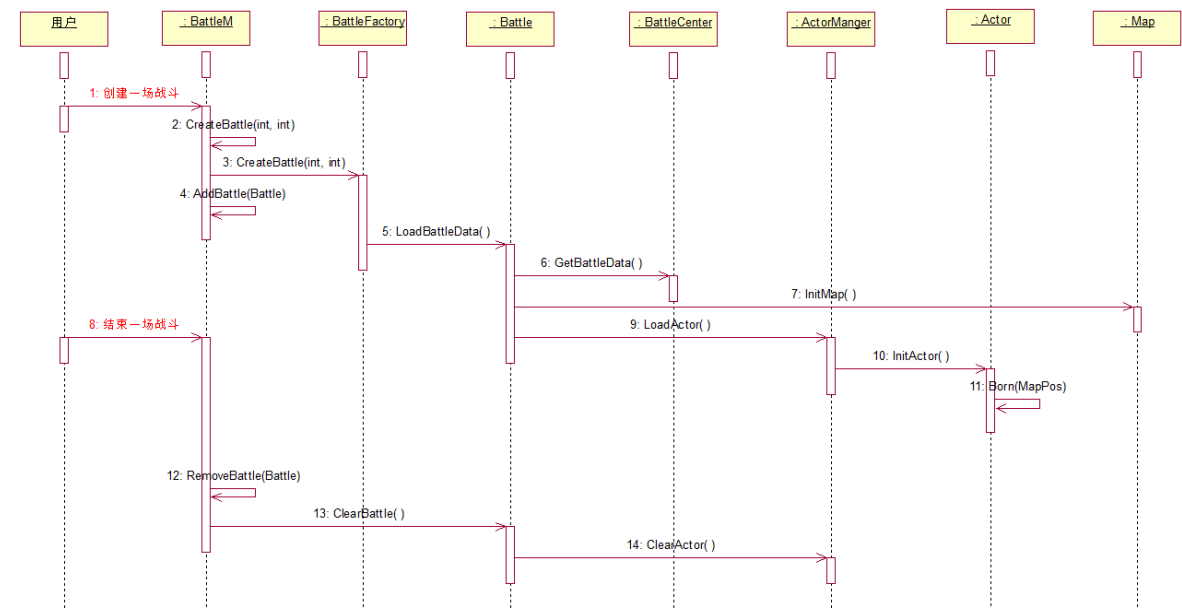 用户
: BattleM
: BattleFactory
: Battle
: BattleCenter
: ActorManger
: Actor
: Map
1: 创建一场战斗
2: CreateBattle(int, int)
3: CreateBattle(int, int)
4: AddBattle(Battle)
5: LoadBattleData( )
6: GetBattleData( )
7: InitMap( )
8: 结束一场战斗
9: LoadActor( )
10: InitActor( )
11: Born(MapPos)
12: RemoveBattle(Battle)
13: ClearBattle( )
14: ClearActor( )